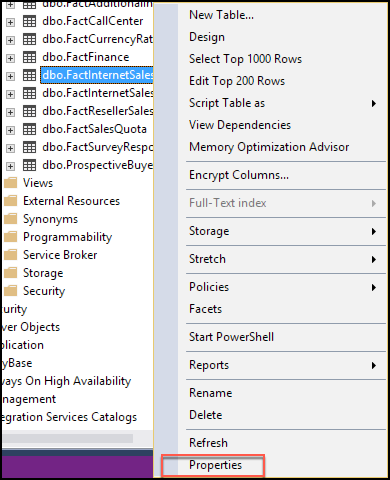 dbo.FactAdditionalIn
dbo.FactCallCenter
dbo.FactCurrencyRat
dbo.FactFinance
dbo.FactInternetSales
dbo.FactInternetSales
dbo.FactResellerSales
dbo.FactSalesQuota
dbo.FactSurveyRespo
dbo.ProspectiveBuye
Views
External Resources
Synonyms
Programmability
Service Broker
Storage
Security
curity
ver Objects
plication
yBase
ways On High Availability
anagement
egration Services Catalogs
New Table...
Design
Select Top 1000 Rows
Edit Top 200 Rows
Script Table as
View Dependencies
Memory Optimization Advisor
Encrypt Columns...
Full-Text index
Storage
Stretch
Policies
Facets
Start PowerShell
Reports
Rename
Delete
Refresh
Properties